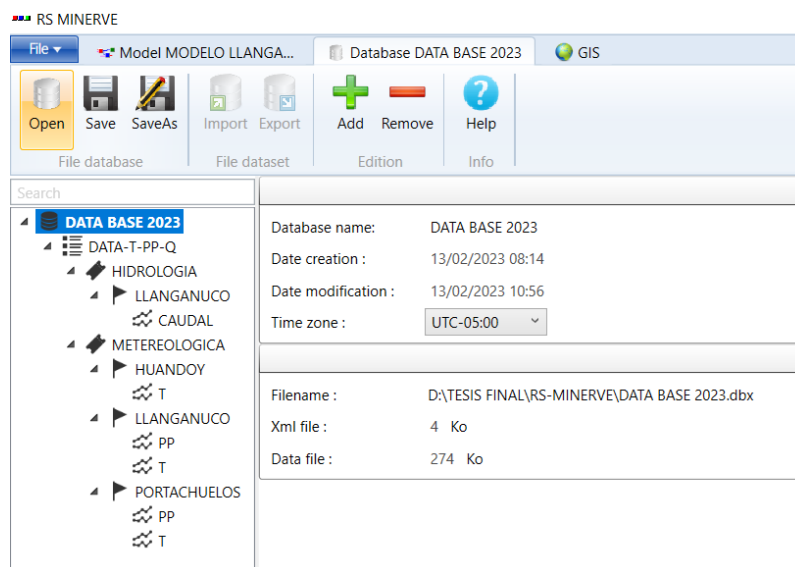 RS MINERVE
File Model MODELO LLANGA... Database DATA BASE 2023 GIS
Open Save SaveAs Import Export Add Remove Help
File database File dataset Edition Info
Search
DATA BASE 2023
DATA-T-PP-Q
HIDROLOGIA
LLANGANUCO
CAUDAL
METEREOLOGICA
HUANDOY
T
LLANGANUCO
PP
T
PORTACHUELOS
PP
T
Database name: DATA BASE 2023
Date creation : 13/02/2023 08:14
Date modification : 13/02/2023 10:56
Time zone : UTC-05:00
Filename : D:\TESIS FINAL\RS-MINERVE\DATA BASE 2023.dbx
Xml file : 4 Ko
Data file : 274 Ko